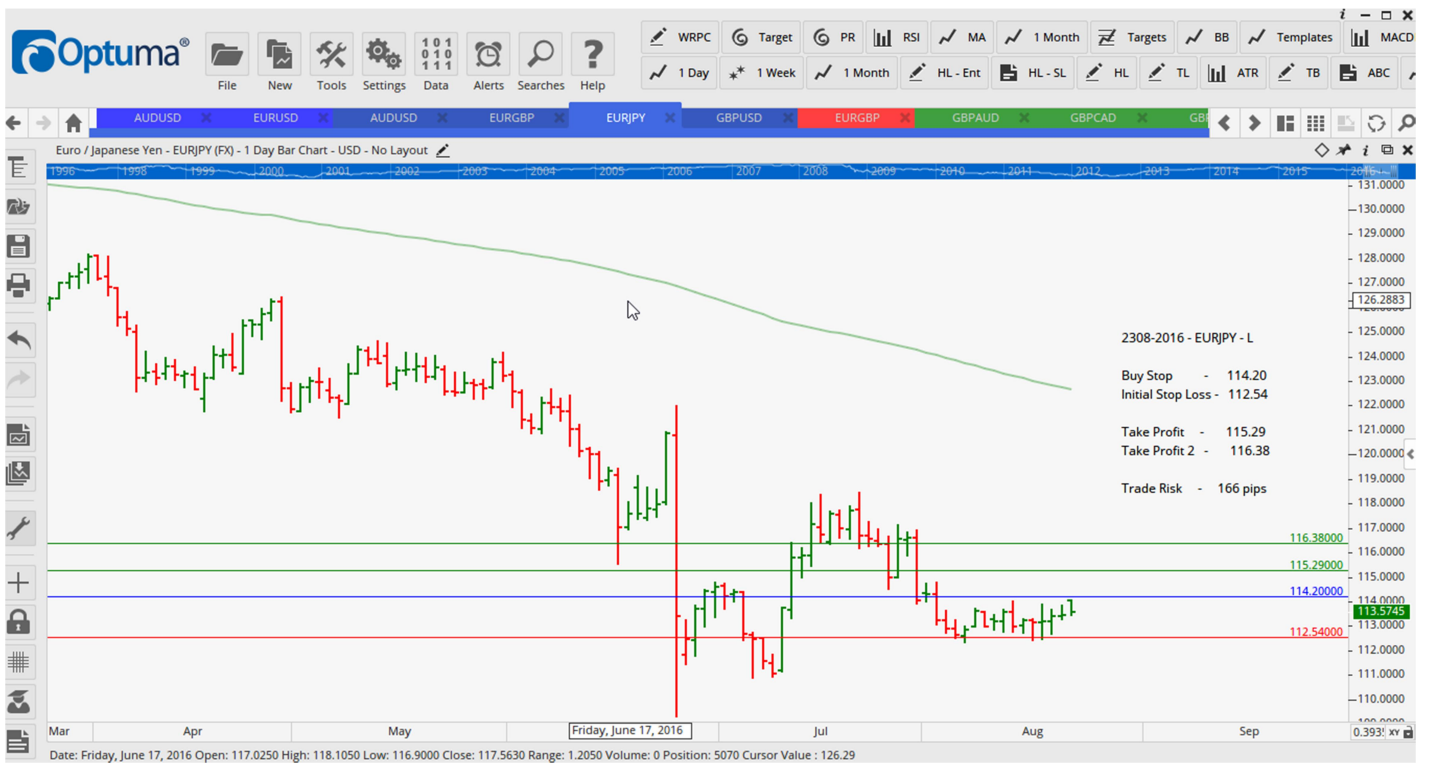 i
Optuma®
WRPC Target PR RSI MA 1 Month Targets BB Templates MACD
1 Day 1 Week 1 Month HL - Ent HL - SL HL TL ATR TB ABC
101
010
111
File New Tools Settings Data Alerts Searches Help
AUDUSD EURUSD AUDUSD EURGBP EURJPY GBPUSD EURGBP GBPAUD GBPCAD
Euro / Japanese Yen - EURJPY (FX) - 1 Day Bar Chart - USD - No Layout
1996 1998 1999 2000 2001 2002 2003 2004 2005 2006 2007 2008 2009 2010 2011 2012 2013 2014 2015 2016
131.0000
130.0000
129.0000
128.0000
127.0000
126.2883
125.0000
124.0000
123.0000
122.0000
121.0000
120.0000
119.0000
118.0000
117.0000
116.0000
115.0000
114.0000
113.5745
113.0000
112.0000
111.0000
110.0000
2308-2016 - EURJPY - L
Buy Stop - 114.20
Initial Stop Loss - 112.54
Take Profit - 115.29
Take Profit 2 - 116.38
Trade Risk - 166 pips
116.38000
115.29000
114.20000
112.54000
Mar Apr May Friday, June 17, 2016 Jul Aug Sep XY
Date: Friday, June 17, 2016 Open: 117.0250 High: 118.1050 Low: 116.9000 Close: 117.5630 Range: 1.2050 Volume: 0 Position: 5070 Cursor Value : 126.29